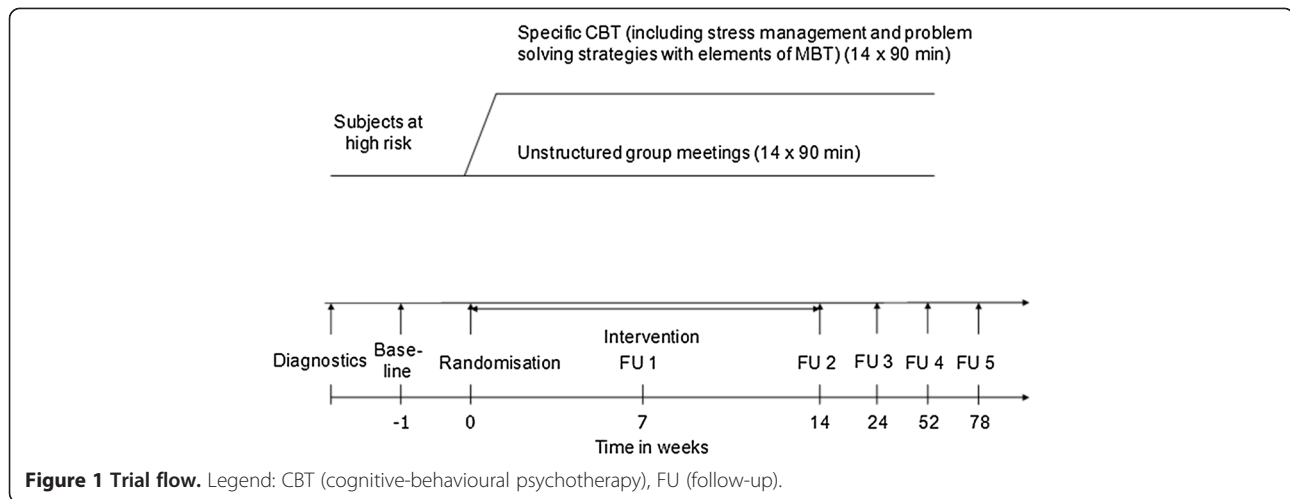 Specific CBT (including stress management and problem
solving strategies with elements of MBT) (14 x 90 min)
Subjects at
high risk
Unstructured group meetings (14 x 90 min)
Intervention
Diagnostics Base-
line Randomisation FU 1 FU 2 FU 3 FU 4 FU 5
-1 0 7 14 24 52 78
Time in weeks
Figure 1 Trial flow. Legend: CBT (cognitive-behavioural psychotherapy), FU (follow-up).